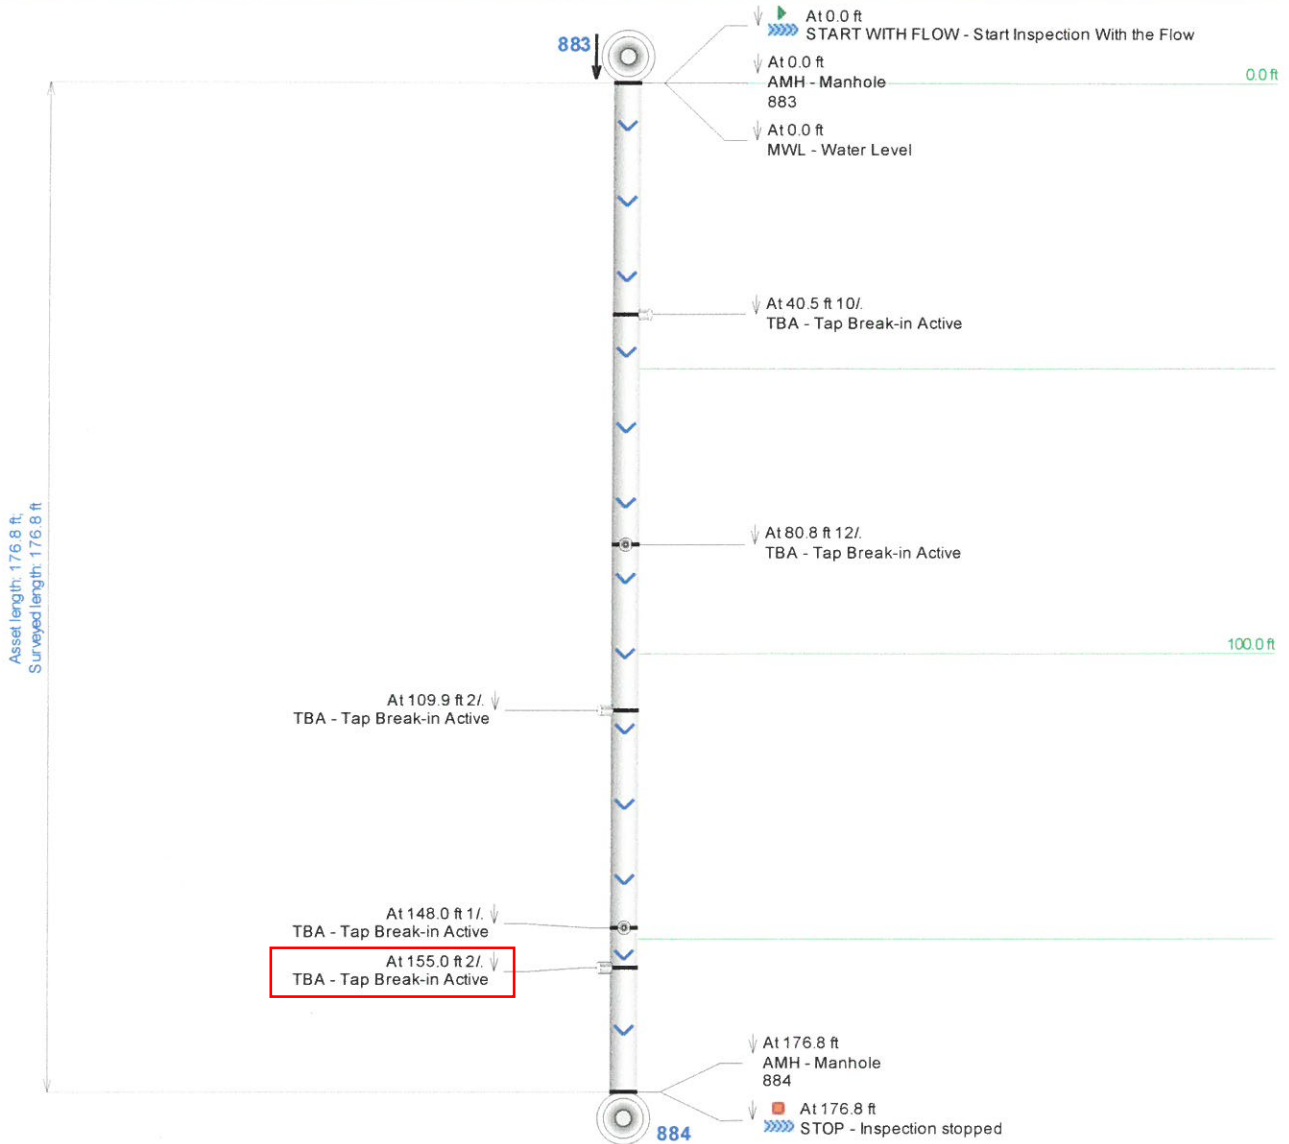 883
At 0.0 ft
START WITH FLOW - Start Inspection With the Flow
At 0.0 ft
AMH - Manhole
883
0.0 ft
At 0.0 ft
MWL - Water Level
At 40.5 ft 10/.
TBA - Tap Break-in Active
Asset length: 176.8 ft;
Surveyed length: 176.8 ft
At 80.8 ft 12/.
TBA - Tap Break-in Active
100.0 ft
At 109.9 ft 2/.
TBA - Tap Break-in Active
At 148.0 ft 1/.
TBA - Tap Break-in Active
At 155.0 ft 2/.
TBA - Tap Break-in Active
At 176.8 ft
AMH - Manhole
884
At 176.8 ft
STOP - Inspection stopped
884